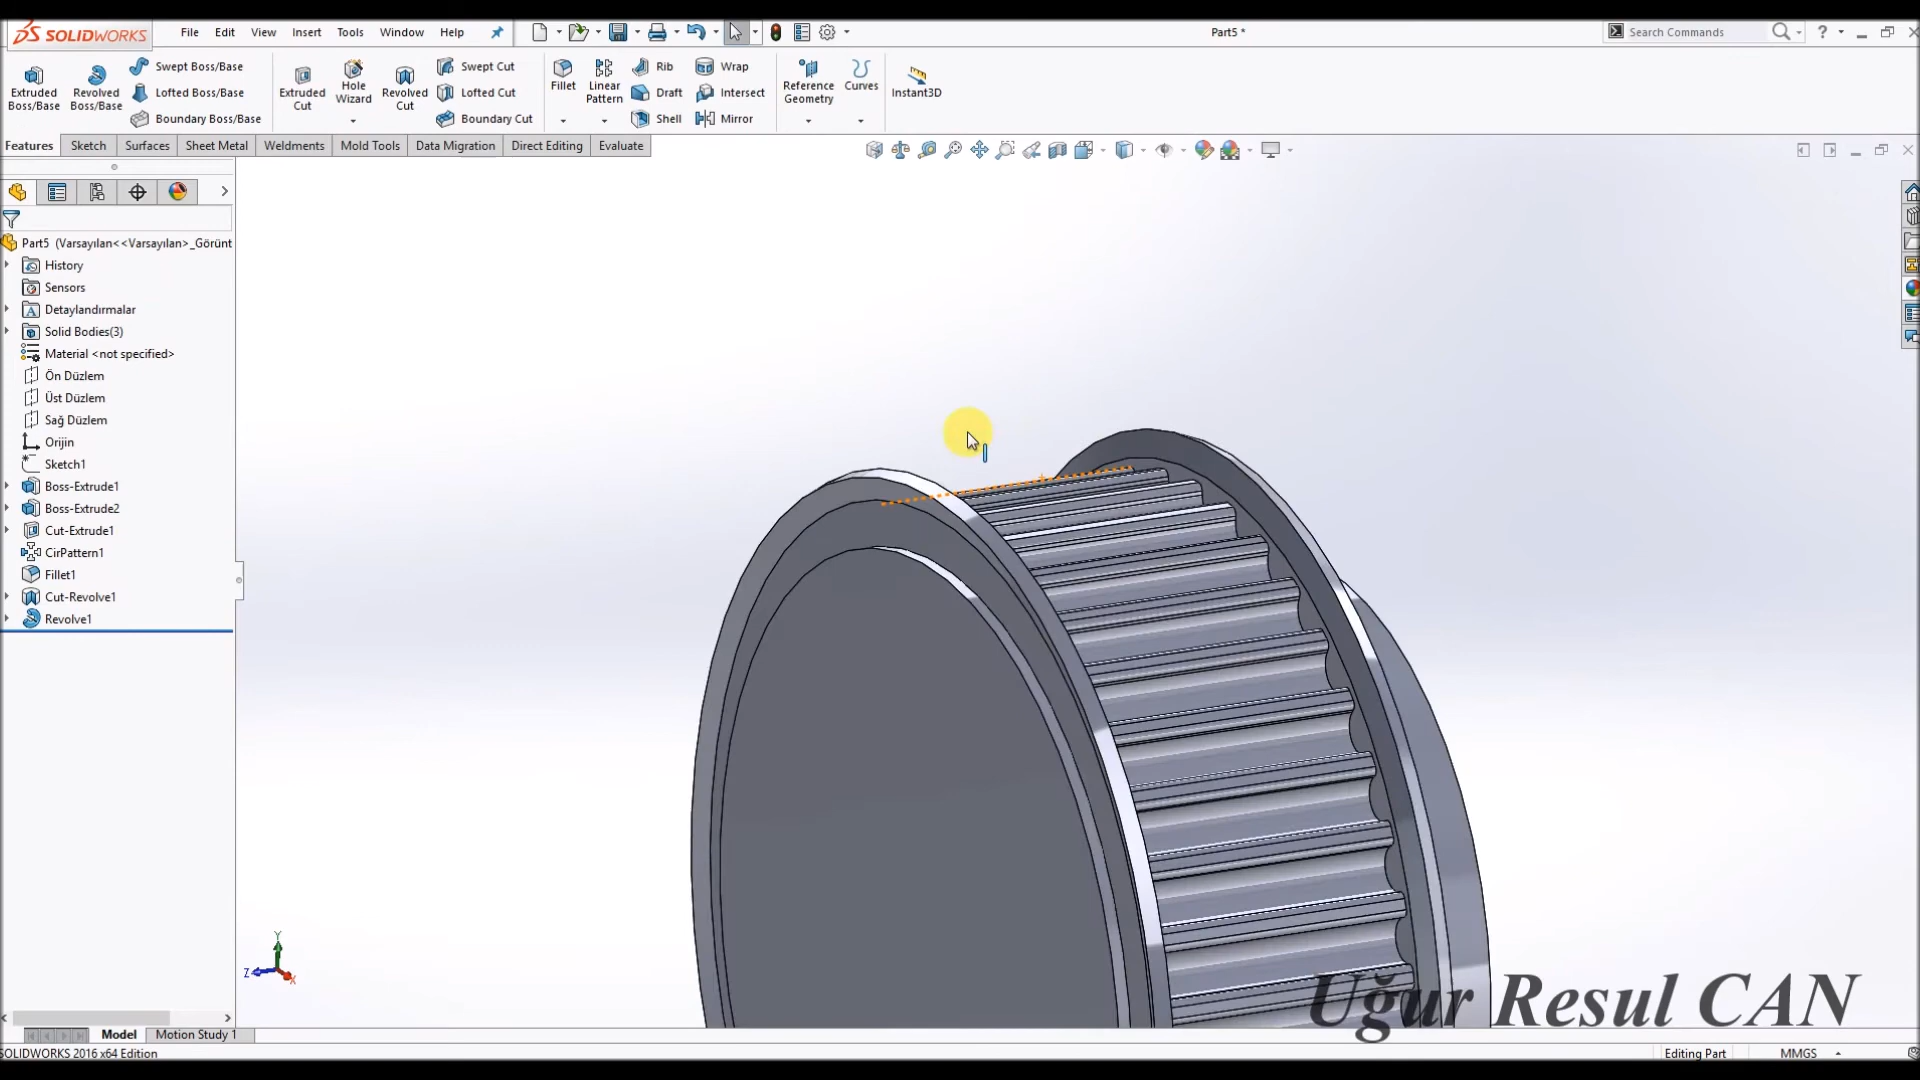 SOLIDWORKS File Edit View Insert Tools Window Help Part5 * Search Commands ?
Extruded Boss/Base Revolved Boss/Base Swept Boss/Base Lofted Boss/Base Boundary Boss/Base Extruded Cut Hole Wizard Revolved Cut Swept Cut Lofted Cut Boundary Cut Fillet Linear Pattern Rib Draft Shell Wrap Intersect Mirror Reference Geometry Curves Instant3D
Features Sketch Surfaces Sheet Metal Weldments Mold Tools Data Migration Direct Editing Evaluate
Part5 (Varsayılan<<Varsayılan>_Görünt
History
Sensors
Detaylandırmalar
Solid Bodies(3)
Material <not specified>
Ön Düzlem
Üst Düzlem
Sağ Düzlem
Orijin
Sketch1
Boss-Extrude1
Boss-Extrude2
Cut-Extrude1
CirPattern1
Fillet1
Cut-Revolve1
Revolve1
Y
Z
X
Uğur Resul CAN
Model Motion Study 1
SOLIDWORKS 2016 x64 Edition Editing Part MMGS